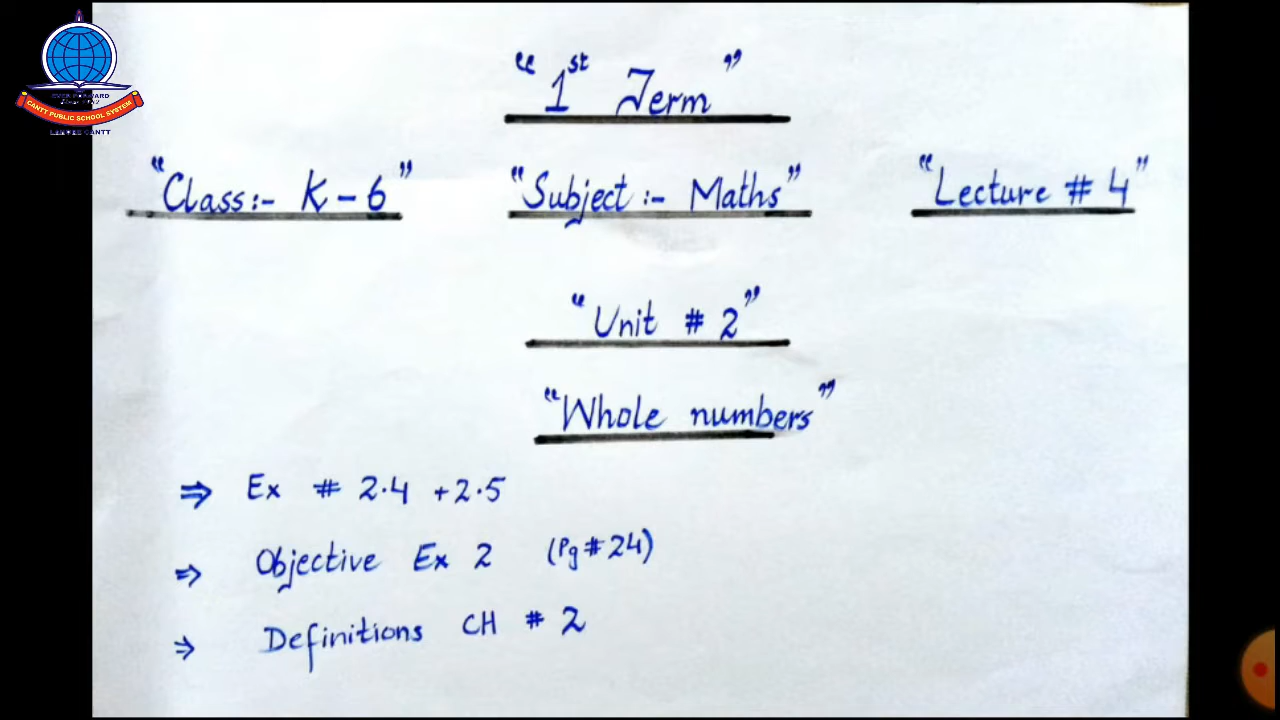 “ 1st Term ”
“Class:- K-6”
“Subject:- Maths”
“Lecture # 4”
“Unit # 2”
“Whole numbers”
⇒ Ex # 2.4 + 2.5
⇒ Objective Ex 2 (Pg # 24)
⇒ Definitions CH # 2
CANTT PUBLIC SCHOOL SYSTEM